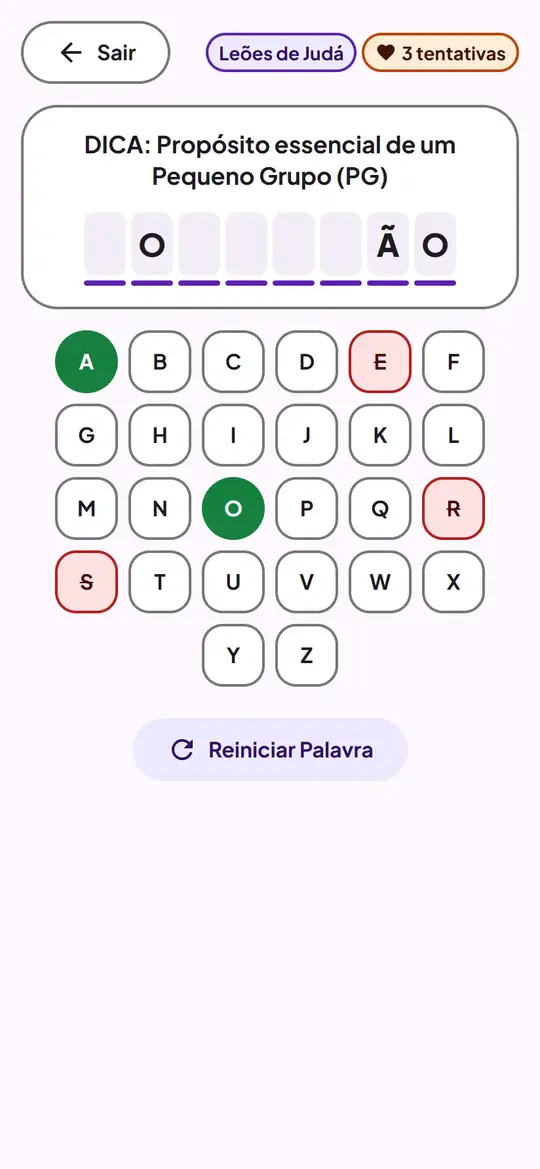 Sair
Leões de Judá
3 tentativas
DICA: Propósito essencial de um
Pequeno Grupo (PG)
O Ã O
A B C D E F
G H I J K L
M N O P Q R
S T U V W X
Y Z
Reiniciar Palavra